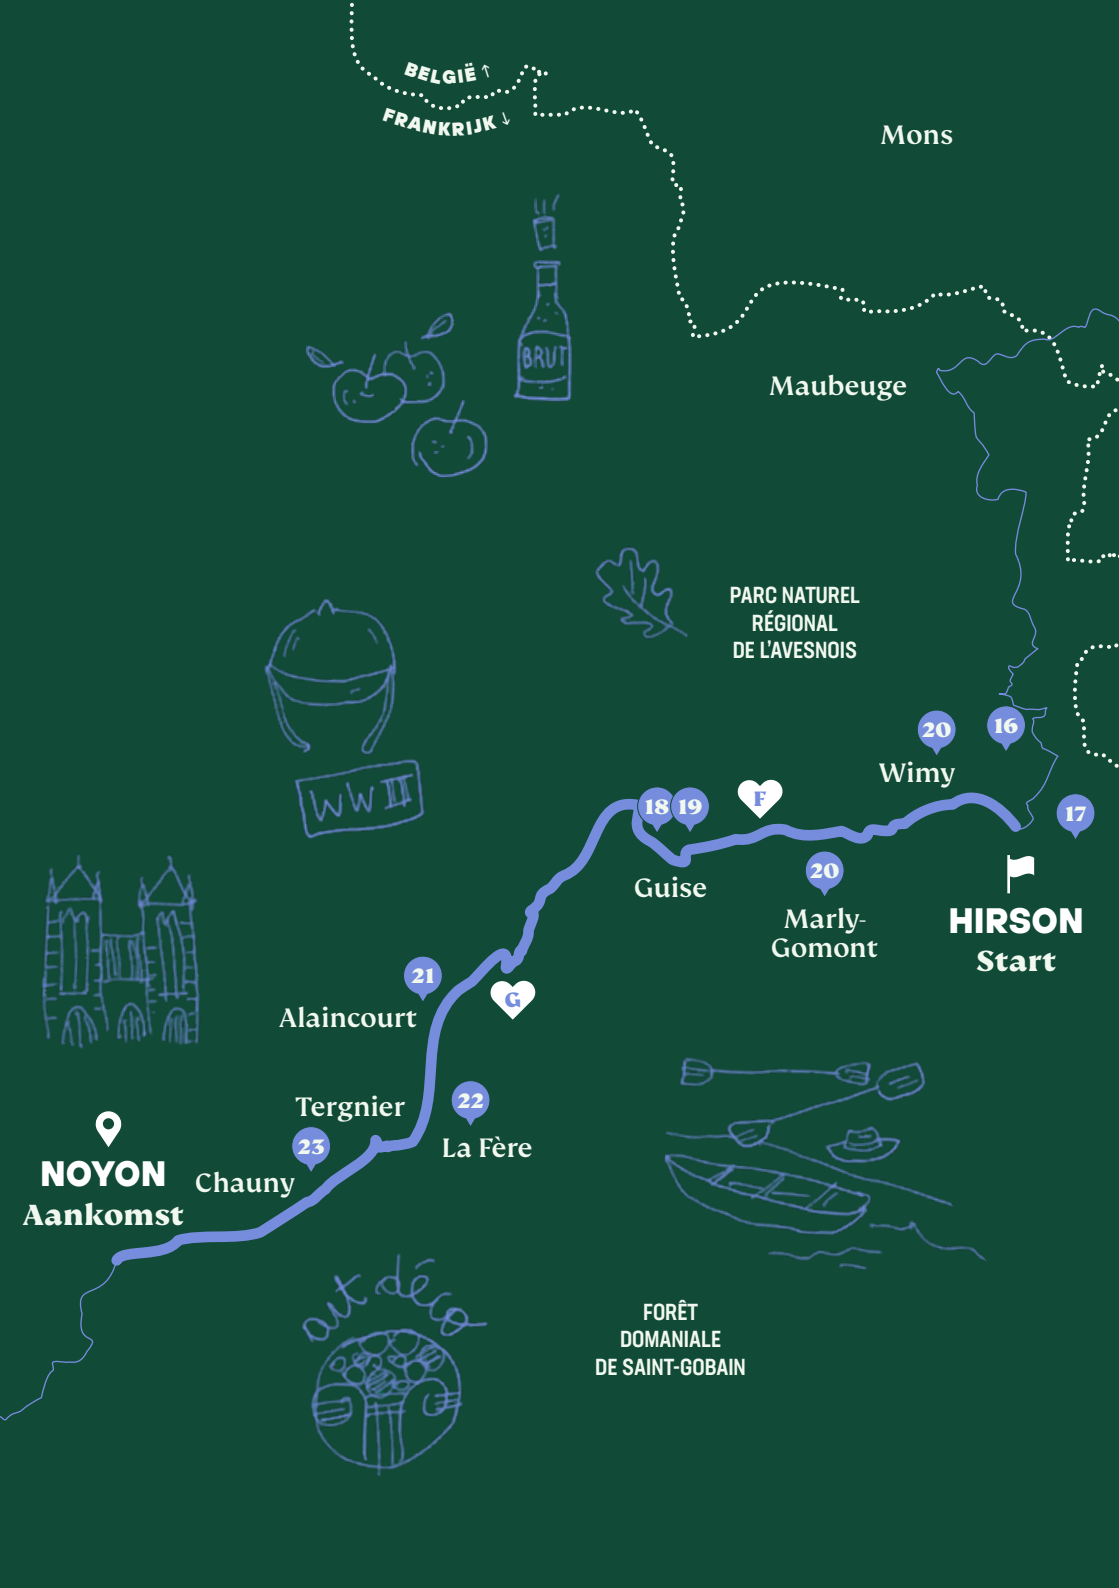 BELGIË ↑
FRANKRIJK ↓
Mons
BRUT
Maubeuge
PARC NATUREL
RÉGIONAL
DE L'AVESNOIS
20
16
Wimy
WWII
18
19
F
17
20
Guise
Marly-
Gomont
HIRSON
Start
21
G
Alaincourt
Tergnier
22
23
La Fère
NOYON
Chauny
Aankomst
art déco
FORÊT
DOMANIALE
DE SAINT-GOBAIN